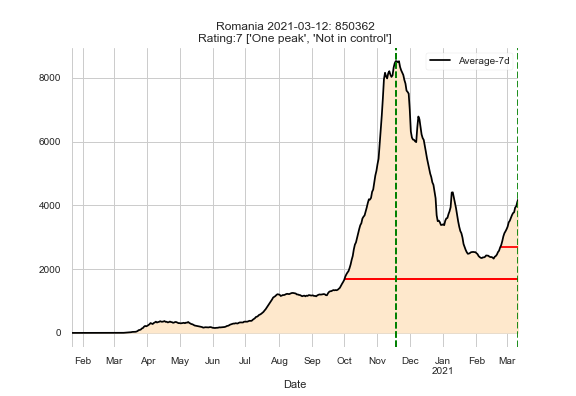 Romania 2021-03-12: 850362
Rating:7 ['One peak', 'Not in control']
Average-7d
8000
6000
4000
2000
0
Feb Mar Apr May Jun Jul Aug Sep Oct Nov Dec Jan Feb Mar
2021
Date